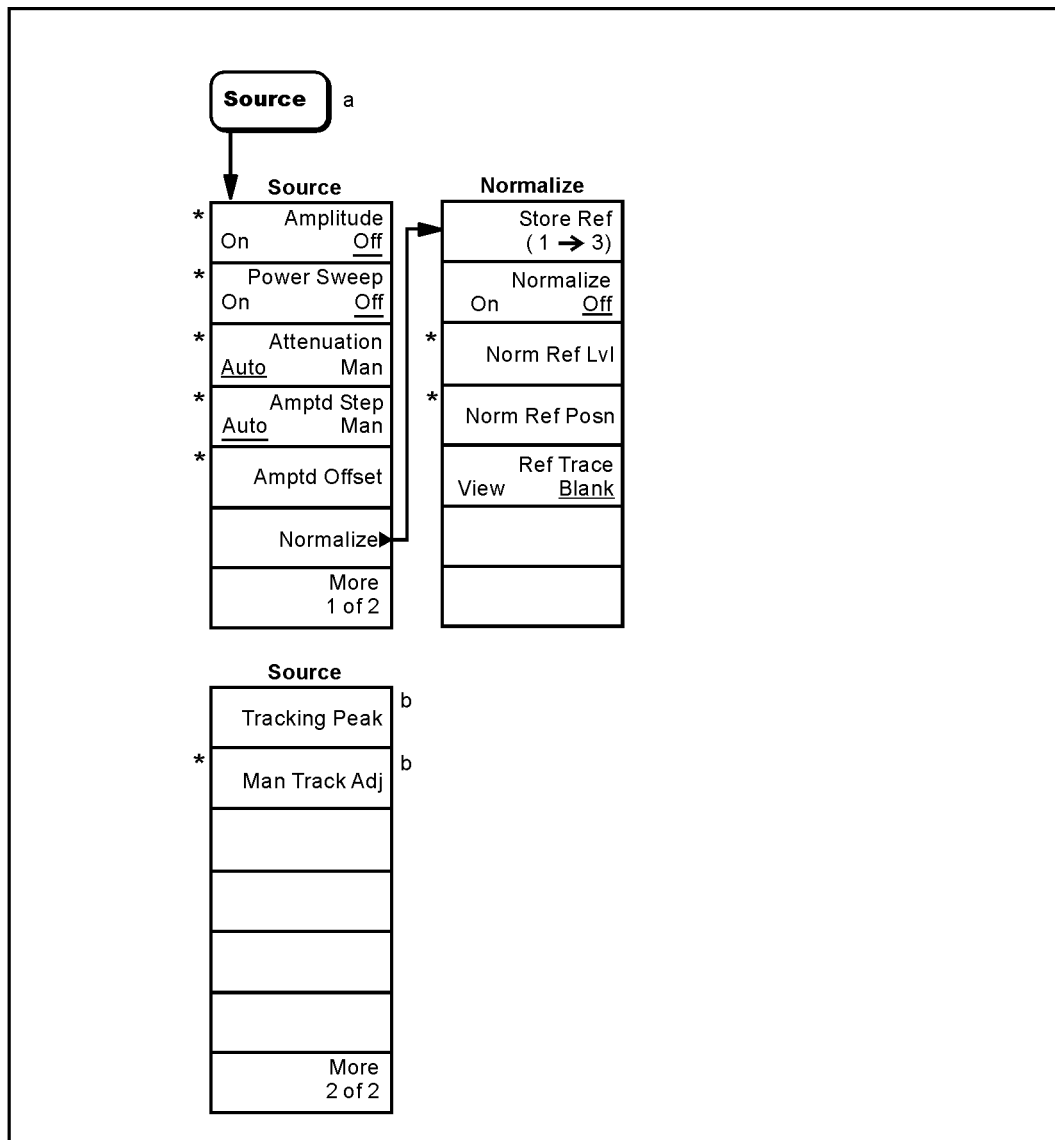 Source a
Source
* Amplitude
On Off
* Power Sweep
On Off
* Attenuation
Auto Man
* Amptd Step
Auto Man
*
Amptd Offset
Normalize
More
1 of 2
Normalize
Store Ref
( 1 → 3)
Normalize
On Off
*
Norm Ref Lvl
*
Norm Ref Posn
Ref Trace
View Blank
Source
b
Tracking Peak
* b
Man Track Adj
More
2 of 2